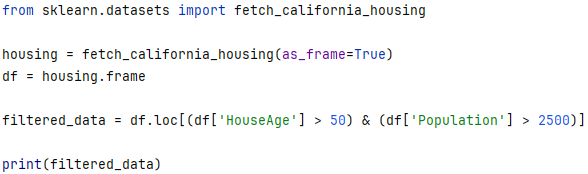 from sklearn.datasets import fetch_california_housing
housing = fetch_california_housing(as_frame=True)
df = housing.frame
filtered_data = df.loc[(df['HouseAge'] > 50) & (df['Population'] > 2500)]
print(filtered_data)